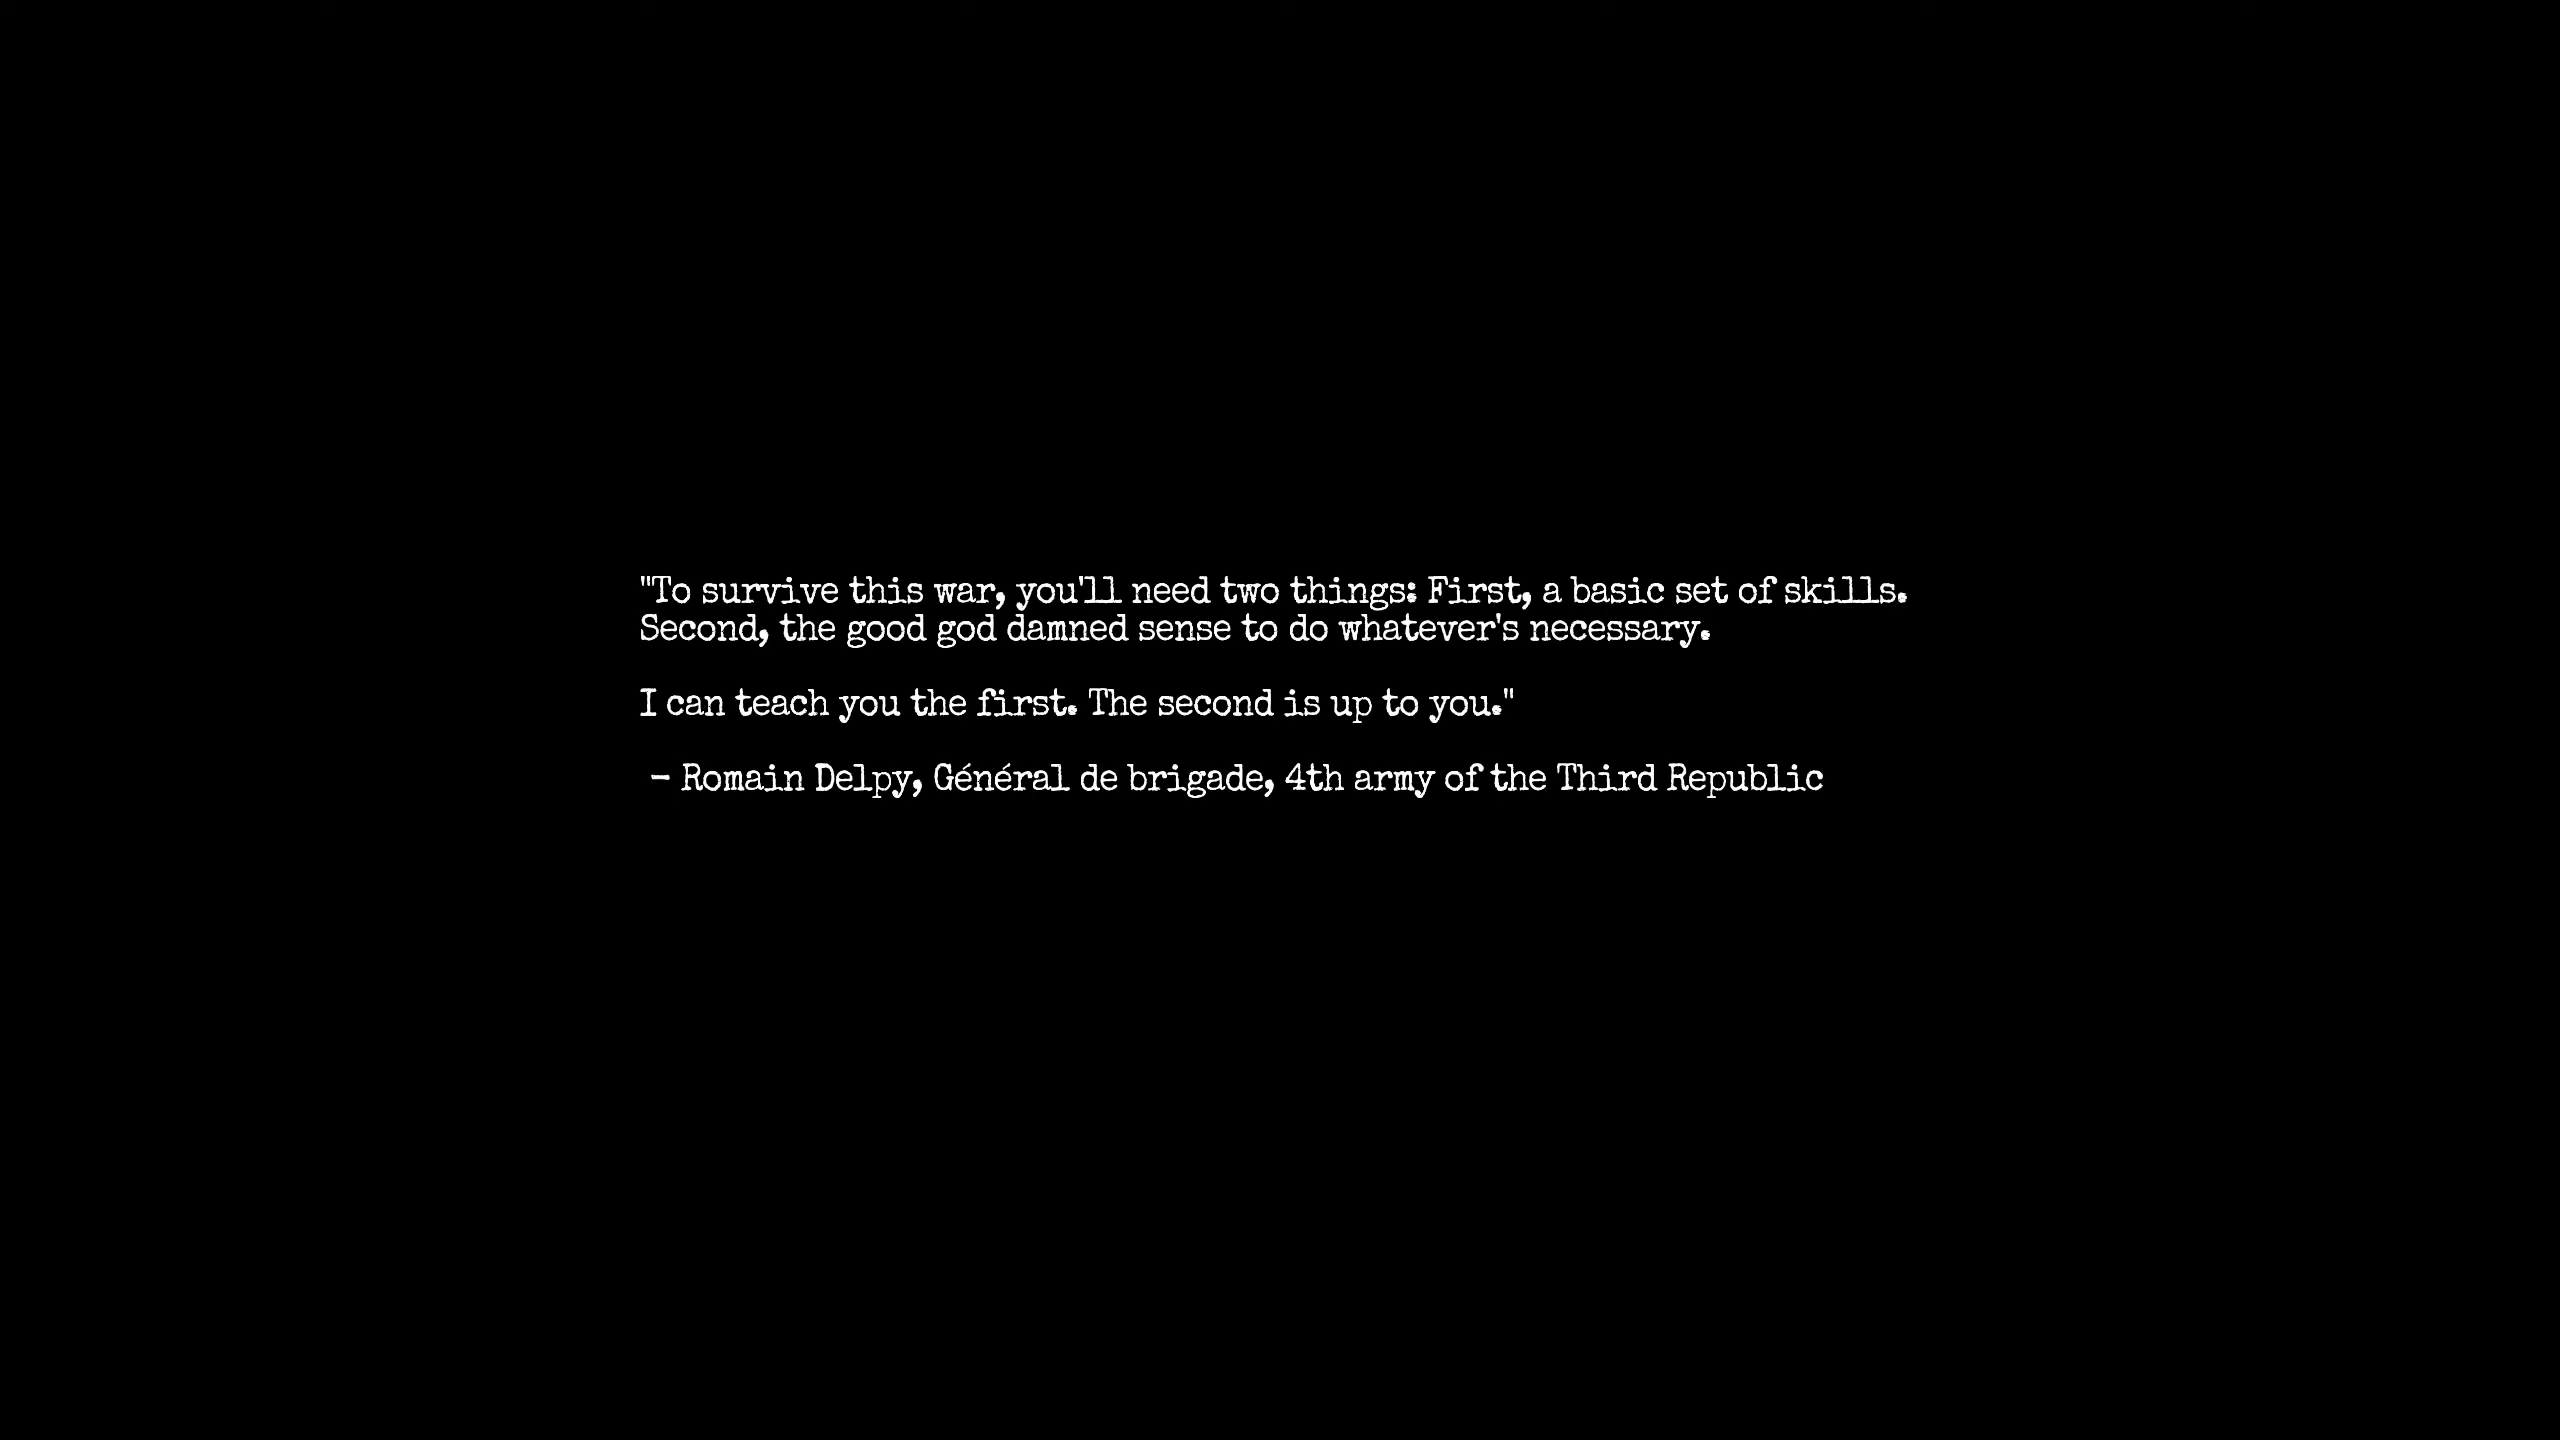 "To survive this war, you'll need two things: First, a basic set of skills.
Second, the good god damned sense to do whatever's necessary.
I can teach you the first. The second is up to you."
- Romain Delpy, Général de brigade, 4th army of the Third Republic